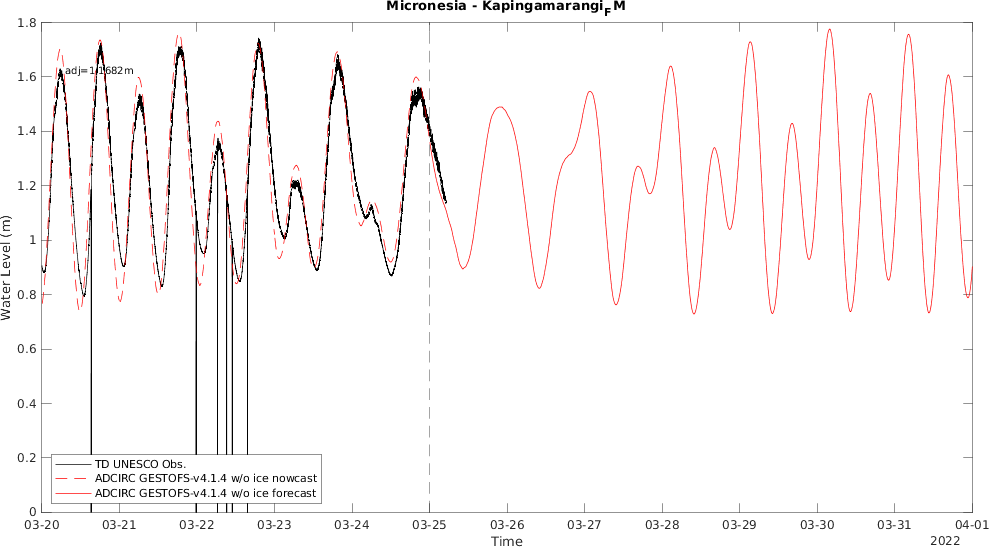 Micronesia - KapingamarangiFM
1.8
1.6
1.4
1.2
1
0.8
0.6
0.4
0.2
0
Water Level (m)
adj=1.1682m
TD UNESCO Obs.
ADCIRC GESTOFS-v4.1.4 w/o ice nowcast
ADCIRC GESTOFS-v4.1.4 w/o ice forecast
03-20 03-21 03-22 03-23 03-24 03-25 03-26 03-27 03-28 03-29 03-30 03-31 04-01
Time
2022